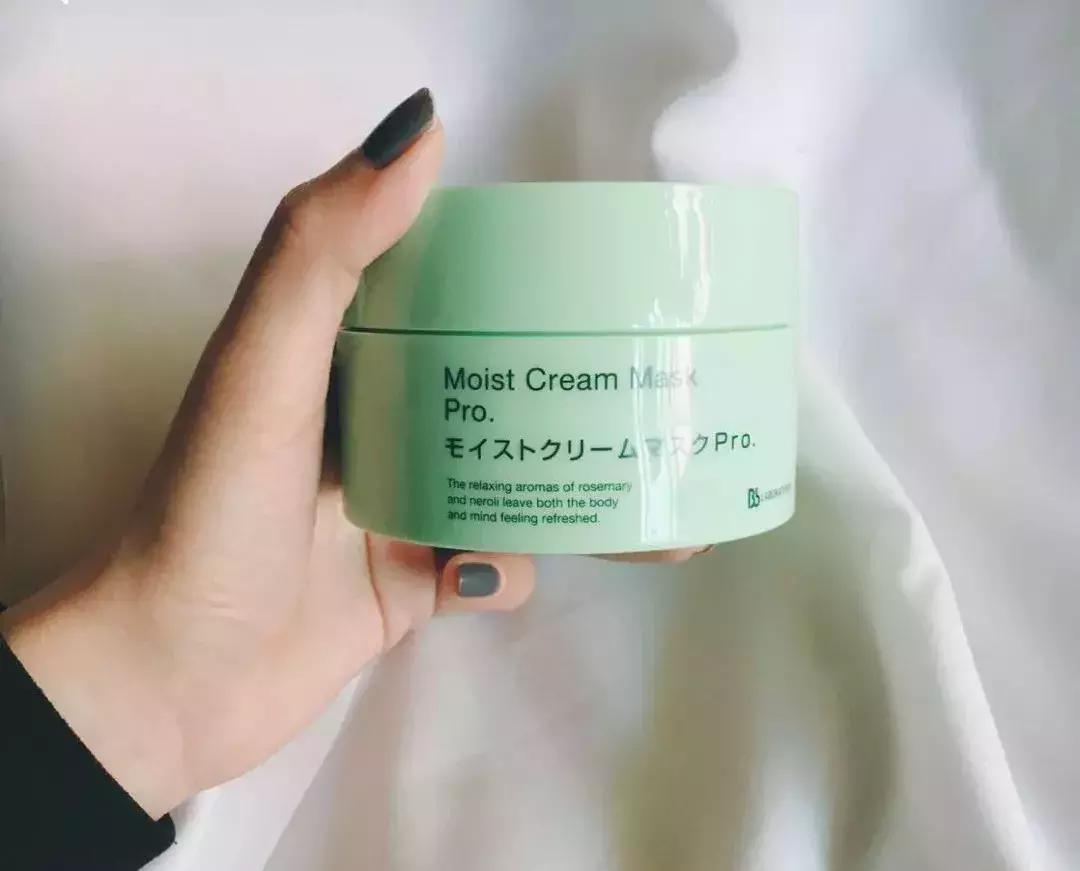 Moist Cream Mask
Pro.
モイストクリームマスクPro.
The relaxing aromas of rosemary
and neroli leave both the body
and mind feeling refreshed.